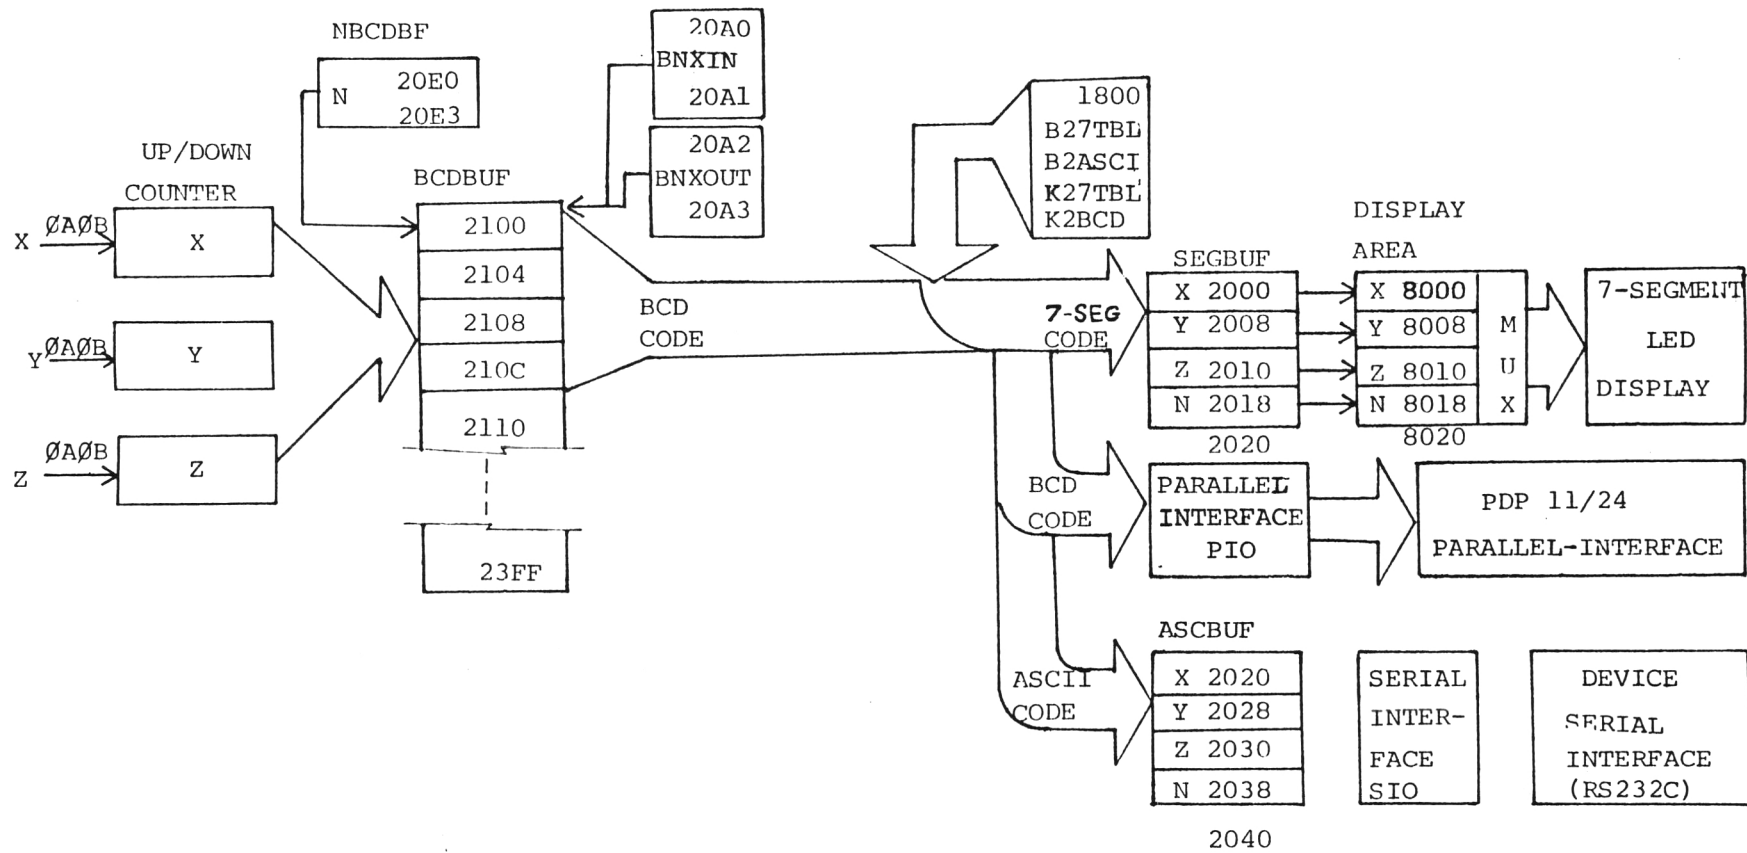 NBCDBF
N 20E0
20E3
20A0
BNXIN
20A1
20A2
BNXOUT
20A3
UP/DOWN
COUNTER
X ØAØB
X
Y ØAØB
Y
Z ØAØB
Z
BCDBUF
2100
2104
2108
210C
2110
23FF
BCD
CODE
1800
B27TBL
B2ASCI
K27TBL
K2BCD
7-SEG
CODE
SEGBUF
X 2000
Y 2008
Z 2010
N 2018
2020
DISPLAY
AREA
X 8000
Y 8008
Z 8010
N 8018
8020
M
U
X
7-SEGMENT
LED
DISPLAY
BCD
CODE
PARALLEL
INTERFACE
PIO
PDP 11/24
PARALLEL-INTERFACE
ASCII
CODE
ASCBUF
X 2020
Y 2028
Z 2030
N 2038
2040
SERIAL
INTER-
FACE
SIO
DEVICE
SERIAL
INTERFACE
(RS232C)